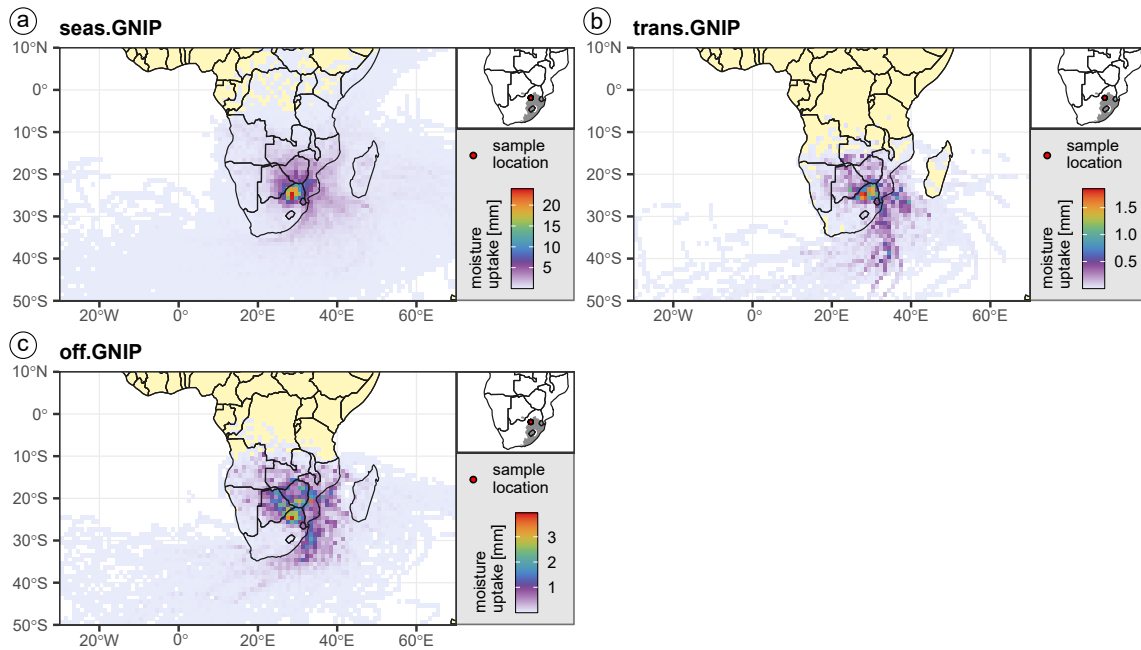 a seas.GNIP
10°N
0°
10°S
20°S
30°S
40°S
50°S
20°W 0° 20°E 40°E 60°E
sample
location
moisture
uptake [mm]
20
15
10
5
b trans.GNIP
10°N
0°
10°S
20°S
30°S
40°S
50°S
20°W 0° 20°E 40°E 60°E
sample
location
moisture
uptake [mm]
1.5
1.0
0.5
c off.GNIP
10°N
0°
10°S
20°S
30°S
40°S
50°S
20°W 0° 20°E 40°E 60°E
sample
location
moisture
uptake [mm]
3
2
1